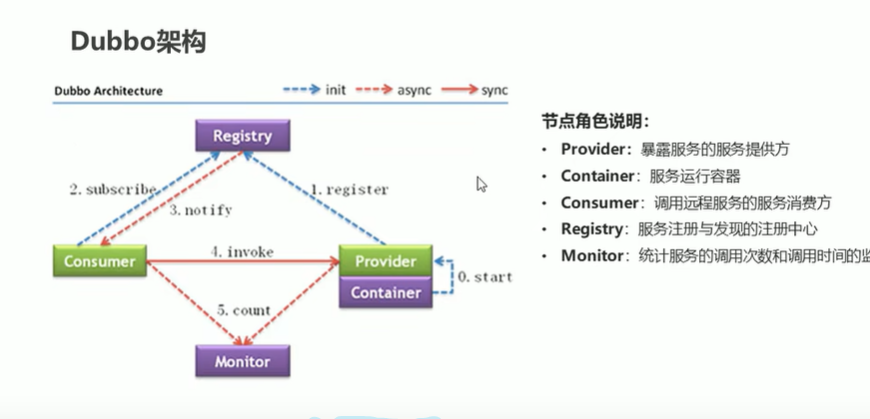 Dubbo架构
Dubbo Architecture
init
async
sync
Registry
2. subscribe
1. register
3. notify
Consumer
4. invoke
Provider
Container
0. start
5. count
Monitor
节点角色说明：
• Provider：暴露服务的服务提供方
• Container：服务运行容器
• Consumer：调用远程服务的服务消费方
• Registry：服务注册与发现的注册中心
• Monitor：统计服务的调用次数和调用时间的监